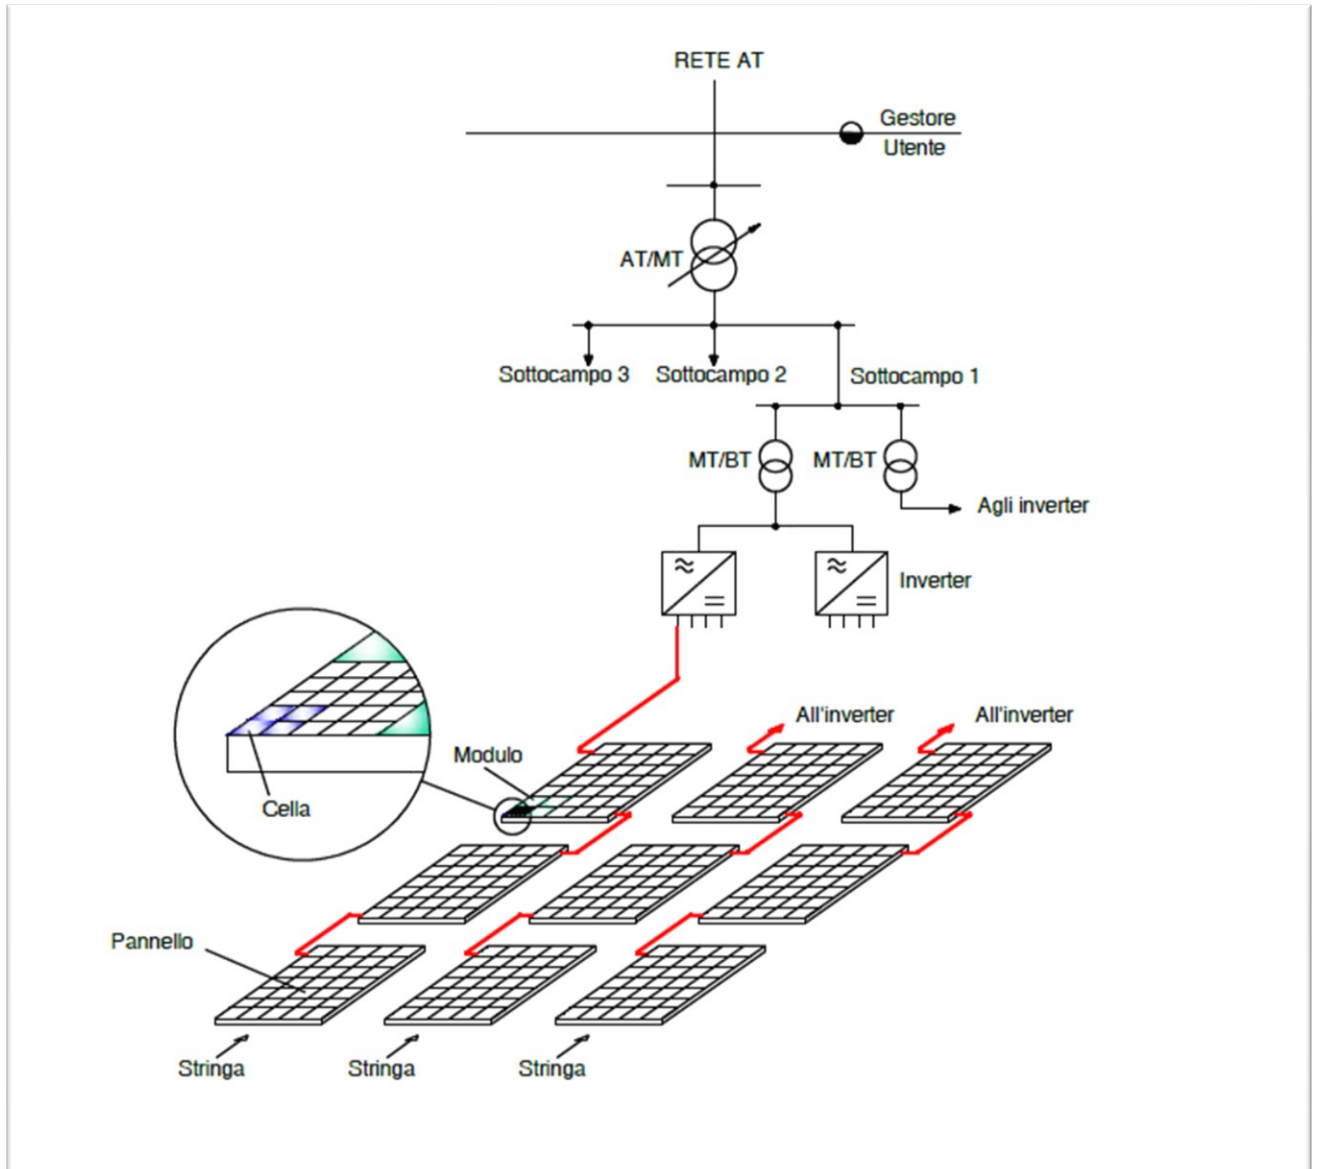 RETE AT
Gestore
Utente
AT/MT
Sottocampo 3
Sottocampo 2
Sottocampo 1
MT/BT
MT/BT
Agli inverter
Inverter
All'inverter
All'inverter
Modulo
Cella
Pannello
Stringa
Stringa
Stringa